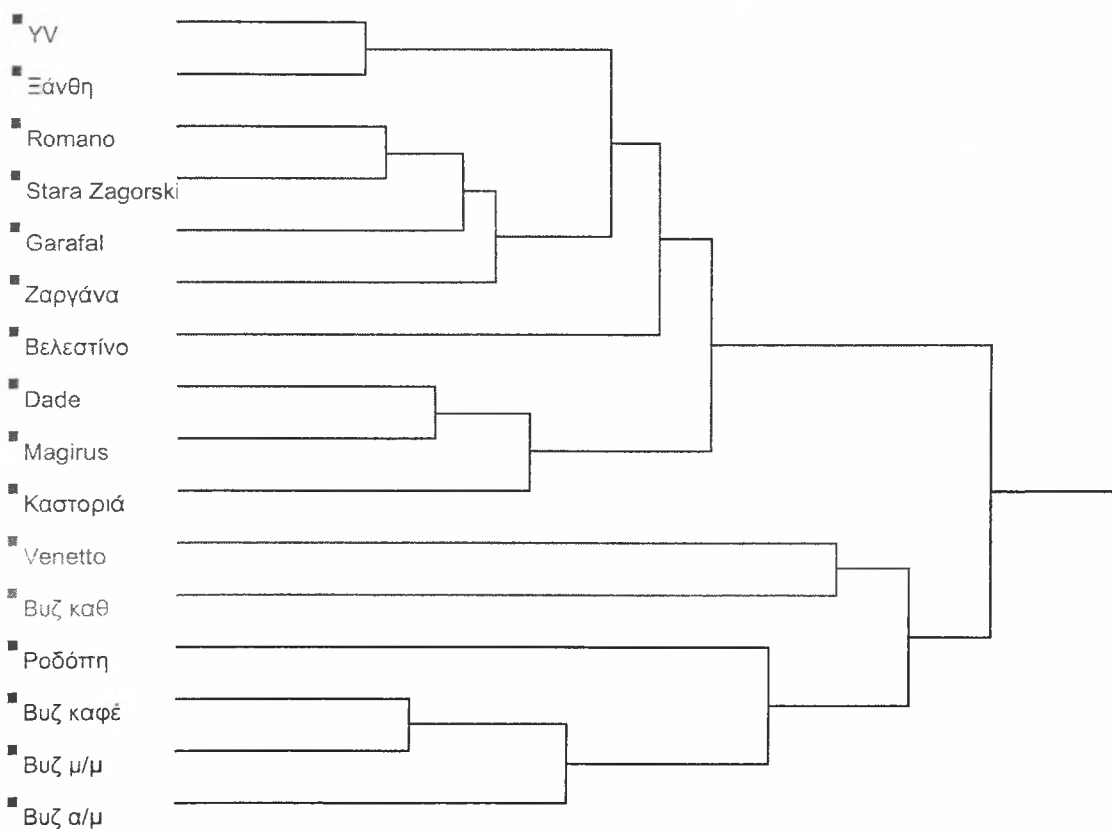 YV
Ξάνθη
Romano
Stara Zagorski
Garafal
Ζαργάνα
Βελεστίνο
Dade
Magirus
Καστοριά
Venetto
Βυζ καθ
Ροδόπη
Βυζ καφέ
Βυζ μ/μ
Βυζ α/μ